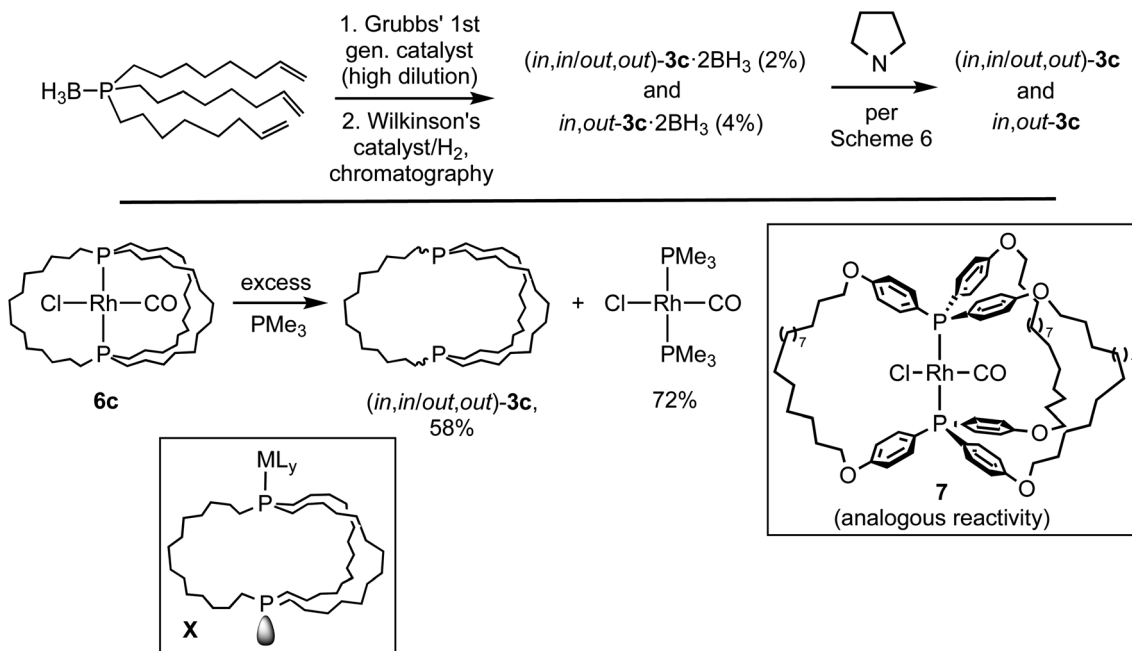 1. Grubbs' 1st
gen. catalyst
(high dilution)
2. Wilkinson's
catalyst/H₂,
chromatography
H₃B
P
(in,in/out,out)-3c·2BH₃ (2%)
and
in,out-3c·2BH₃ (4%)
N
per
Scheme 6
(in,in/out,out)-3c
and
in,out-3c
P
Cl Rh CO
P
6c
excess
PMe₃
P
P
(in,in/out,out)-3c,
58%
+
PMe₃
Cl Rh CO
PMe₃
72%
O
O
O
P
( )7
7
Cl Rh CO
P
O
O
O
7
(analogous reactivity)
MLy
P
P
X